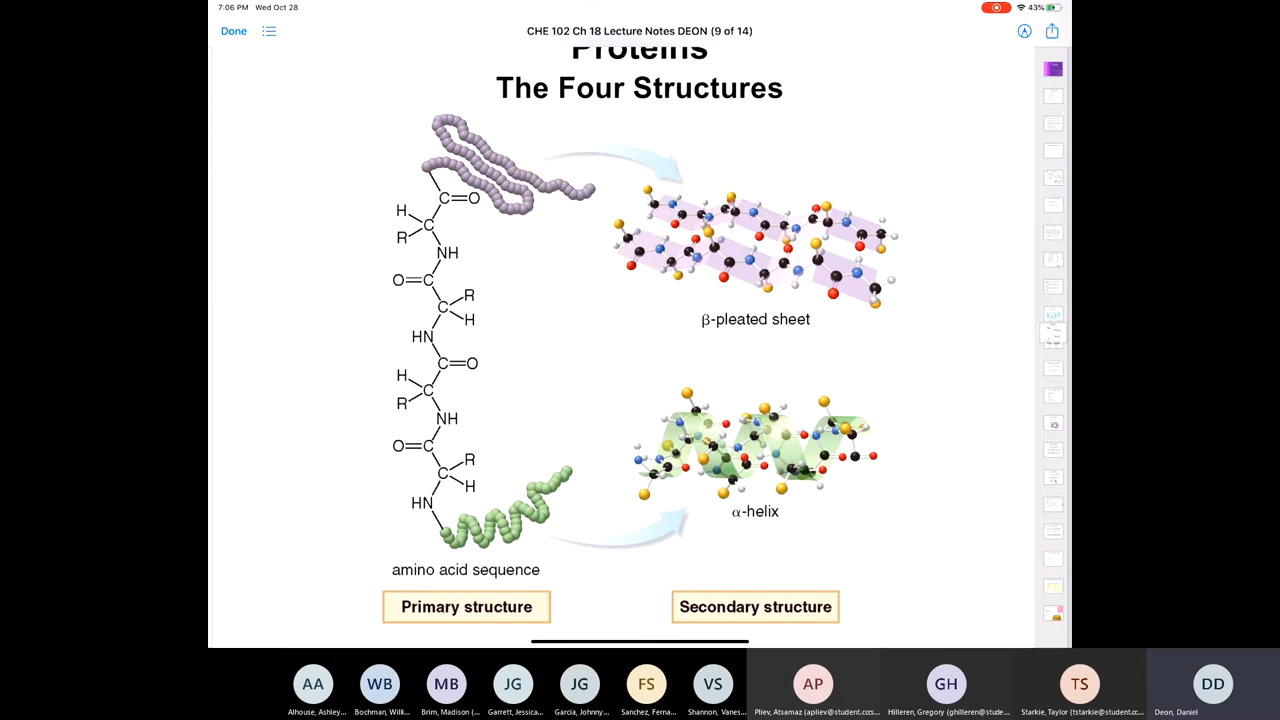 7:06 PM Wed Oct 28
43%
Done
CHE 102 Ch 18 Lecture Notes DEON (9 of 14)
Proteins
The Four Structures
C=O
H
R
NH
O=C
R
H
HN
C=O
H
R
NH
O=C
R
H
HN
β-pleated sheet
α-helix
amino acid sequence
Primary structure
Secondary structure
AA WB MB JG JG FS VS AP GH TS DD
Alhouse, Ashley... Bochman, Willi... Brim, Madison (... Garrett, Jessica... Garcia, Johnny... Sanchez, Ferna... Shannon, Vanes... Pliev, Atsamaz (apliev@student.ccs... Hilleren, Gregory (ghilleren@stude... Starkie, Taylor (tstarkie@student.cc... Deon, Daniel